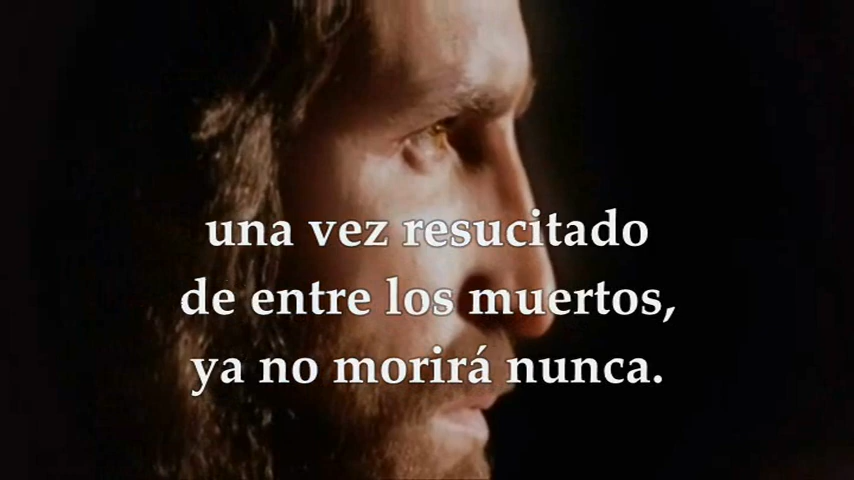 una vez resucitado
de entre los muertos,
ya no morirá nunca.